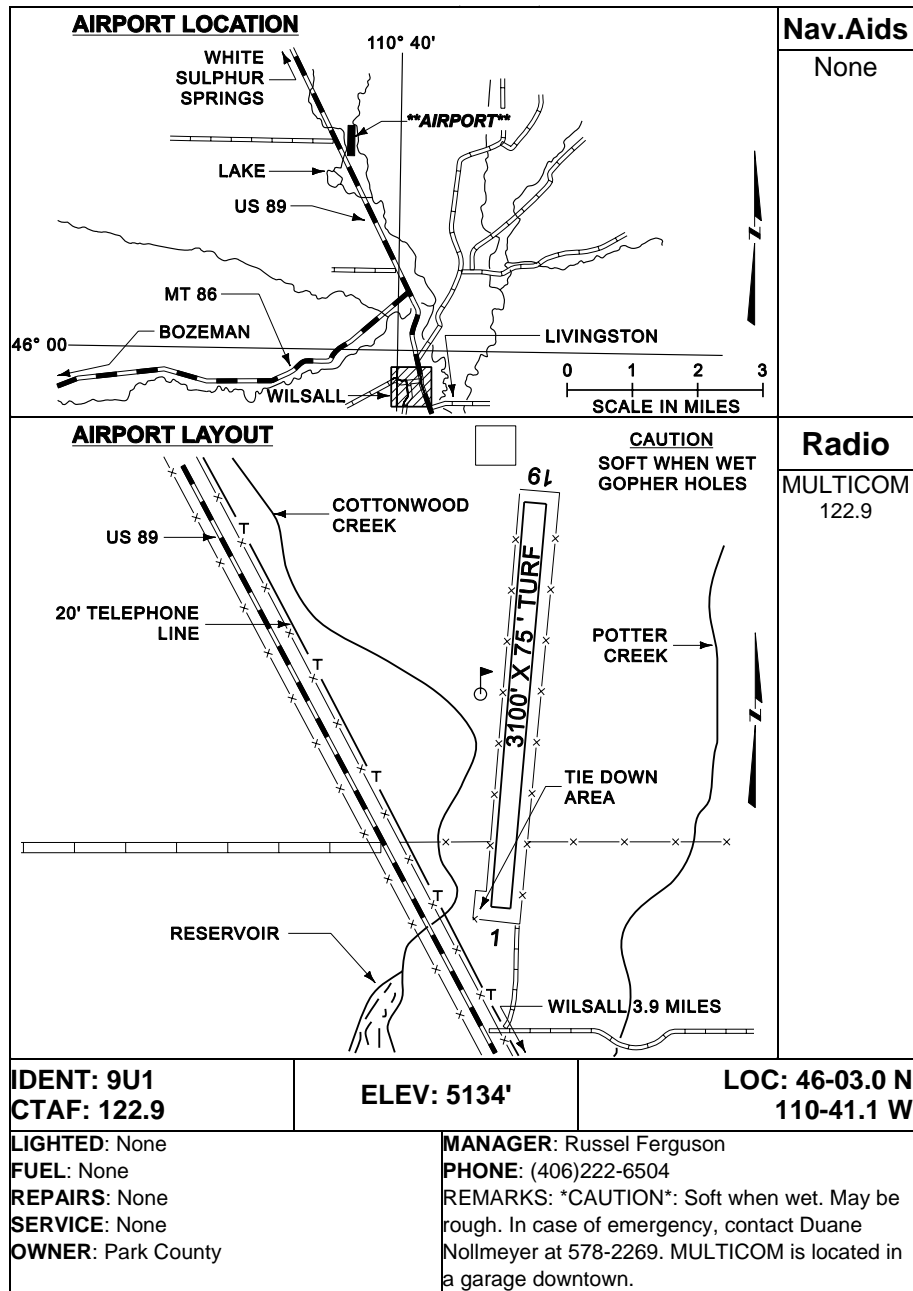 AIRPORT LOCATION
110° 40'
WHITE
SULPHUR
SPRINGS
**AIRPORT**
LAKE
US 89
N
MT 86
BOZEMAN
46° 00
LIVINGSTON
WILSALL
0 1 2 3
SCALE IN MILES
Nav.Aids
None
AIRPORT LAYOUT
CAUTION
SOFT WHEN WET
GOPHER HOLES
19
COTTONWOOD
CREEK
US 89
T
20' TELEPHONE
LINE
T
3100' X 75 ' TURF
POTTER
CREEK
N
T
TIE DOWN
AREA
T
1
RESERVOIR
T
WILSALL 3.9 MILES
Radio
MULTICOM
122.9
IDENT: 9U1
CTAF: 122.9
ELEV: 5134'
LOC: 46-03.0 N
110-41.1 W
LIGHTED: None
FUEL: None
REPAIRS: None
SERVICE: None
OWNER: Park County
MANAGER: Russel Ferguson
PHONE: (406)222-6504
REMARKS: *CAUTION*: Soft when wet. May be
rough. In case of emergency, contact Duane
Nollmeyer at 578-2269. MULTICOM is located in
a garage downtown.